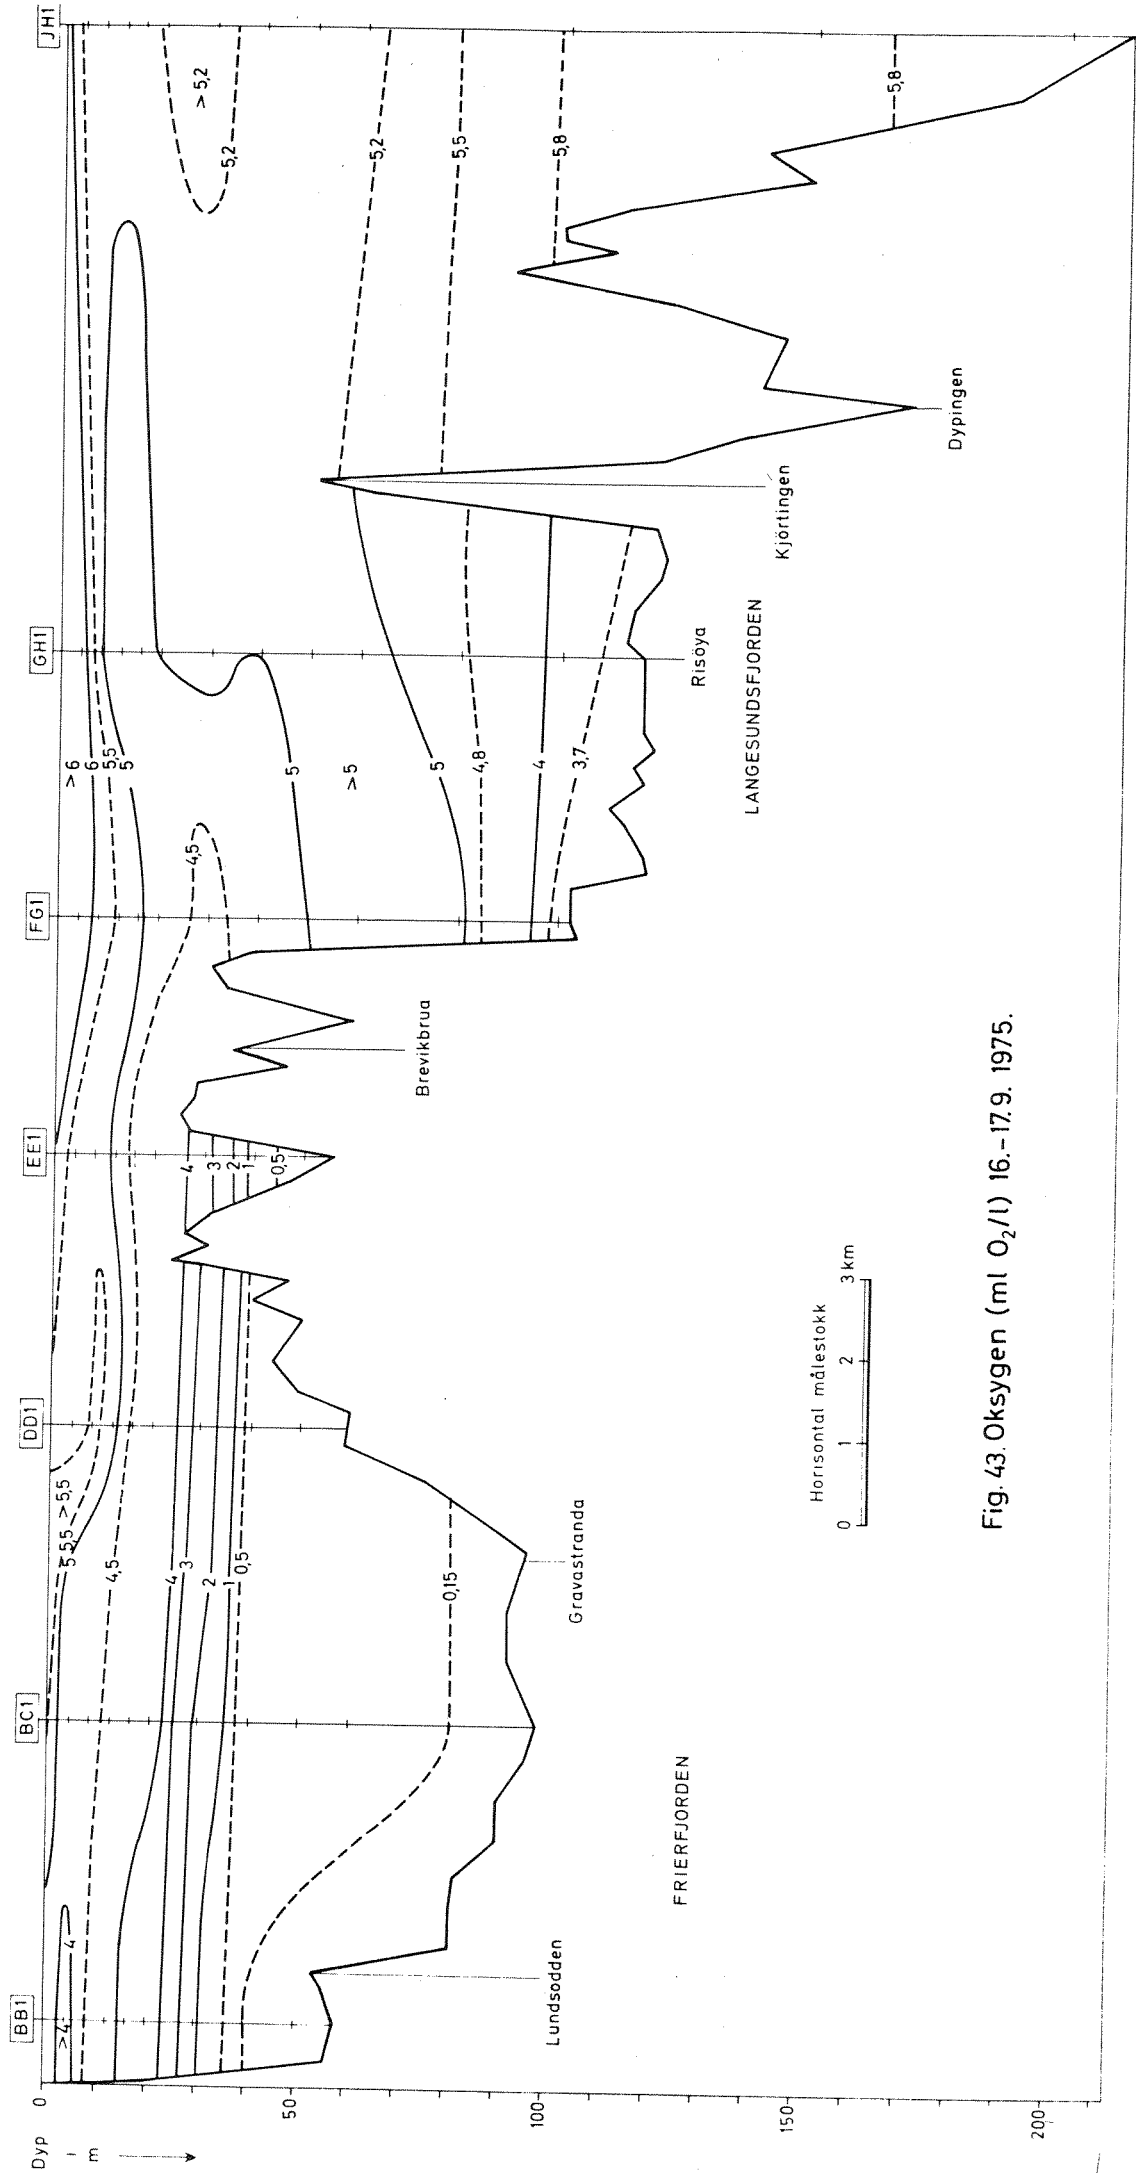 BB1
BC1
DD1
EE1
FG1
GH1
JH1
Dyp
i
m
0
50
100
150
200
>4
4
5
5,5
>5,5
4,5
4
3
2
1
0,5
0,15
4
3
2
1
0,5
>6
6
5,5
5
4,5
5
>5
5
4,8
4
3,7
>5,2
5,2
5,2
5,5
5,8
5,8
Lundsodden
Gravastranda
Brevikbrua
Risöya
Kjörtingen
Dypingen
FRIERFJORDEN
LANGESUNDSFJORDEN
Horisontal målestokk
0 1 2 3 km
Fig. 43. Oksygen (ml O₂/l) 16.–17.9. 1975.